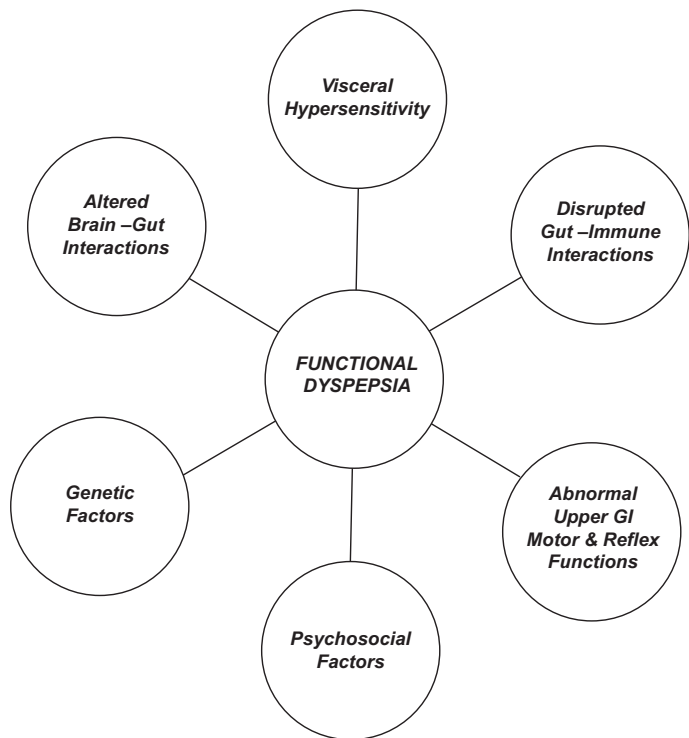 Visceral
Hypersensitivity
Altered
Brain –Gut
Interactions
Disrupted
Gut –Immune
Interactions
FUNCTIONAL
DYSPEPSIA
Genetic
Factors
Abnormal
Upper GI
Motor & Reflex
Functions
Psychosocial
Factors